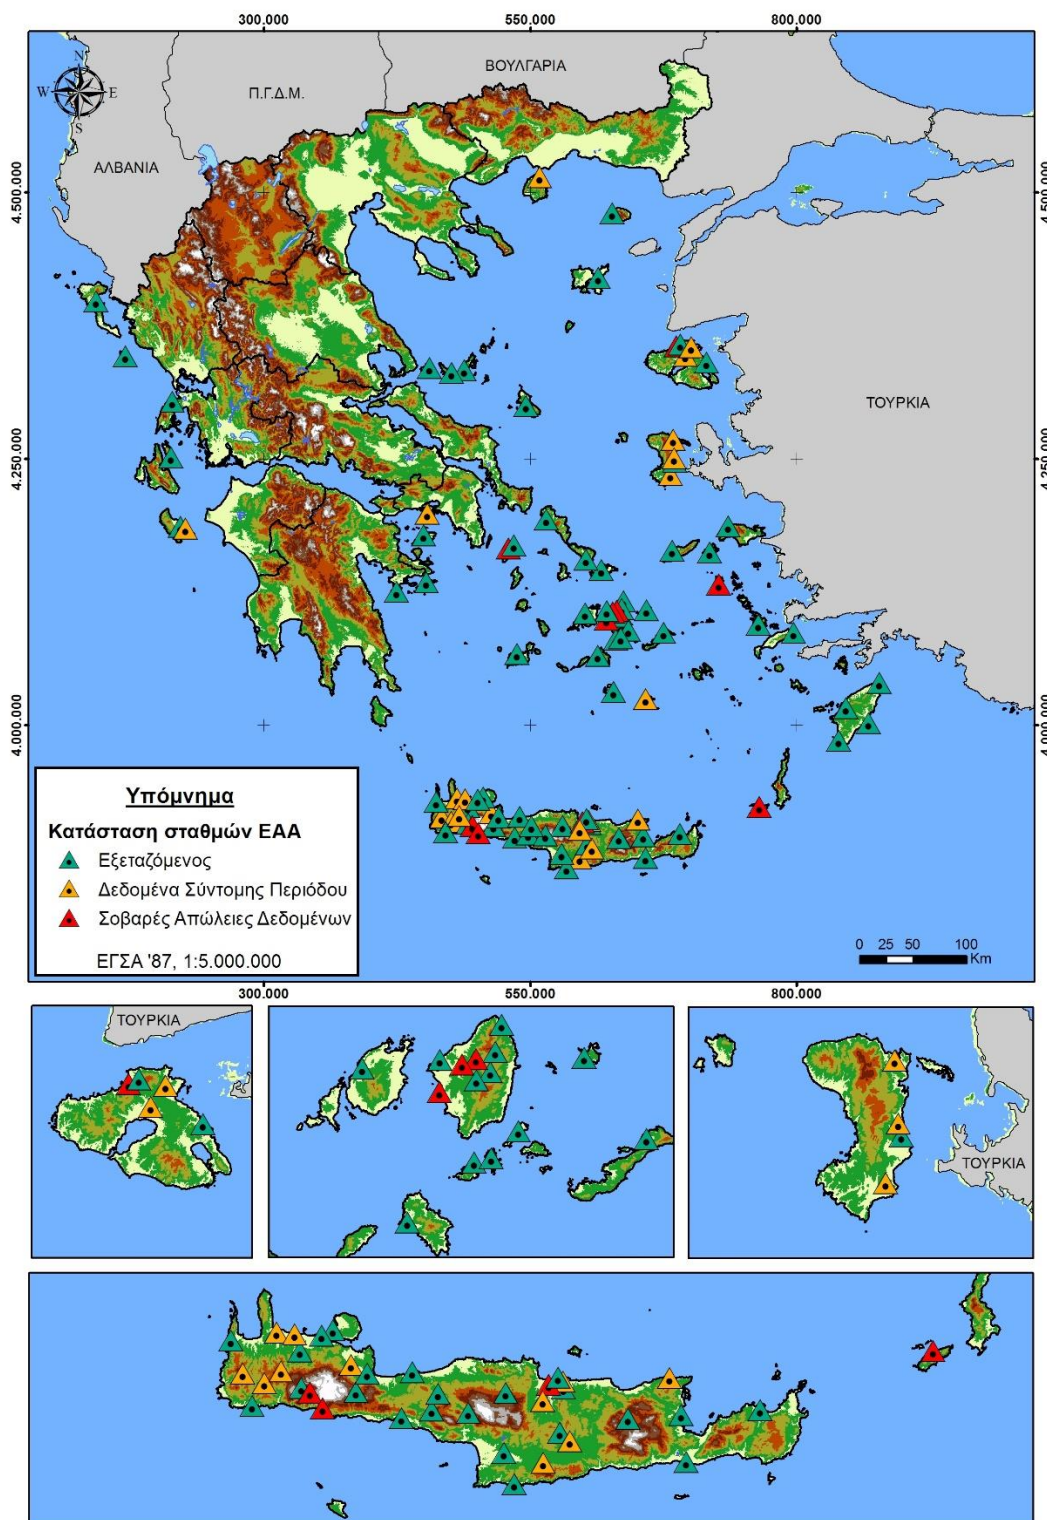 300.000 550.000 800.000
ΒΟΥΛΓΑΡΙΑ
N
Π.Γ.Δ.Μ.
W E
S
ΑΛΒΑΝΙΑ
4.500.000 4.500.000
ΤΟΥΡΚΙΑ
4.250.000 4.250.000
4.000.000 4.000.000
Υπόμνημα
Κατάσταση σταθμών ΕΑΑ
Εξεταζόμενος
Δεδομένα Σύντομης Περιόδου
Σοβαρές Απώλειες Δεδομένων
ΕΓΣΑ '87, 1:5.000.000
0 25 50 100
Km
300.000 550.000 800.000
ΤΟΥΡΚΙΑ
ΤΟΥΡΚΙΑ